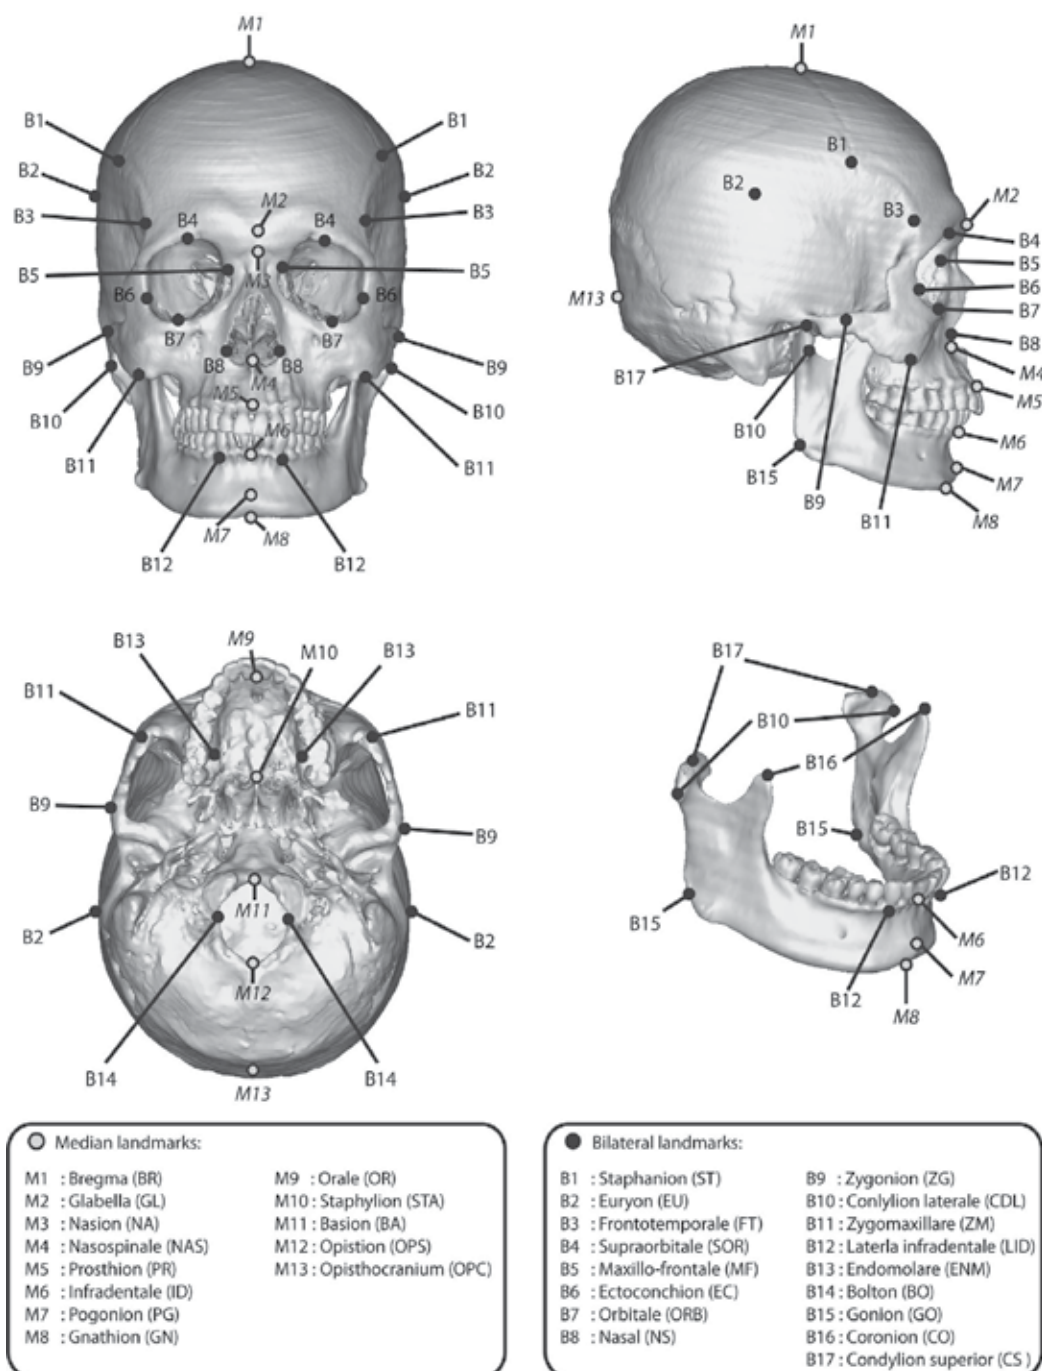 M1
B1
B1
B2
B2
B3
M2
B3
B4
B4
B5
M3
B5
B6
B6
B7
B7
B9
B8
M4
B8
B9
B10
M5
B10
B11
M6
B11
M7
M8
B12
B12
M1
B1
B2
M2
B3
B4
B5
B6
M13
B7
B8
M4
B17
M5
B10
M6
B15
M7
B9
B11
M8
B13
M9
M10
B13
B11
B11
B9
B9
M11
B2
B2
M12
B14
B14
M13
B17
B10
B16
B15
B12
B15
M6
M7
B12
M8
Median landmarks:
M1 : Bregma (BR)
M2 : Glabella (GL)
M3 : Nasion (NA)
M4 : Nasospinale (NAS)
M5 : Prosthion (PR)
M6 : Infradentale (ID)
M7 : Pogonion (PG)
M8 : Gnathion (GN)
M9 : Orale (OR)
M10 : Staphylion (STA)
M11 : Basion (BA)
M12 : Opistion (OPS)
M13 : Opisthocranium (OPC)
Bilateral landmarks:
B1 : Staphanion (ST)
B2 : Euryon (EU)
B3 : Frontotemporale (FT)
B4 : Supraorbitale (SOR)
B5 : Maxillo-frontale (MF)
B6 : Ectoconchion (EC)
B7 : Orbitale (ORB)
B8 : Nasal (NS)
B9 : Zygonion (ZG)
B10 : Conlylion laterale (CDL)
B11 : Zygomaxillare (ZM)
B12 : Laterla infradentale (LID)
B13 : Endomolare (ENM)
B14 : Bolton (BO)
B15 : Gonion (GO)
B16 : Coronion (CO)
B17 : Condylion superior (CS )